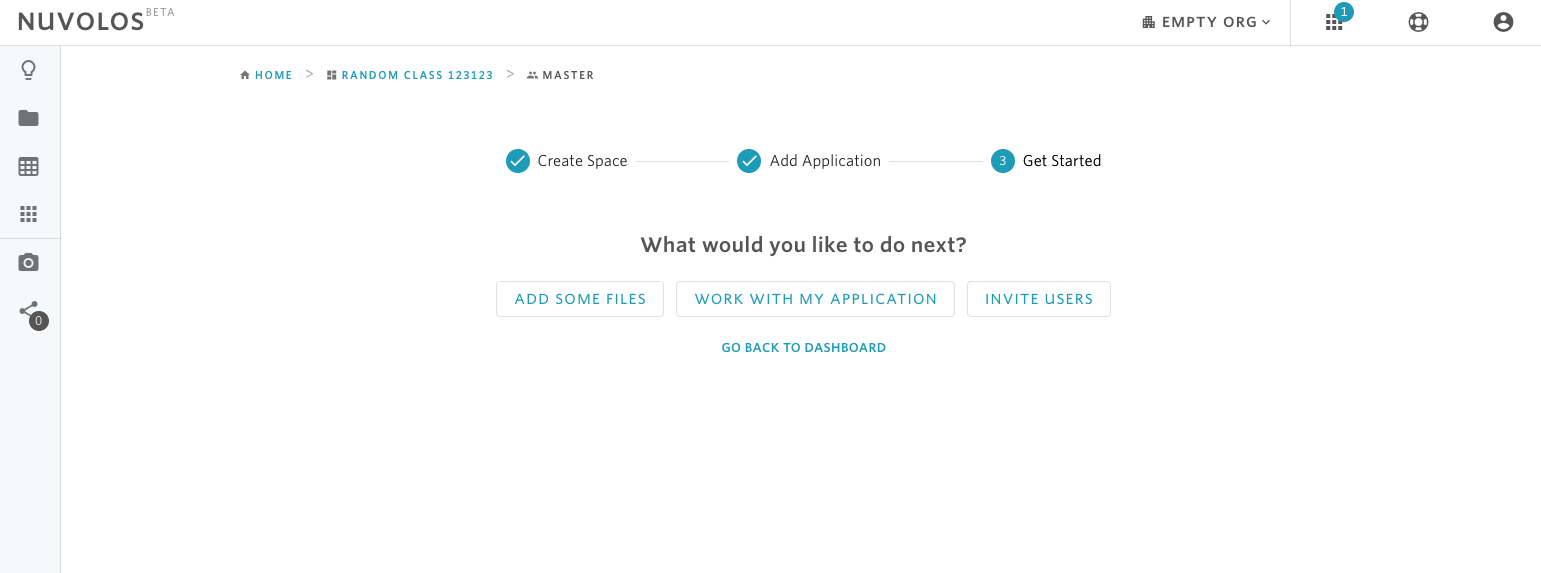 NUVOLOS BETA EMPTY ORG 1
HOME > RANDOM CLASS 123123 > MASTER
Create Space Add Application 3 Get Started
What would you like to do next?
ADD SOME FILES WORK WITH MY APPLICATION INVITE USERS
0
GO BACK TO DASHBOARD